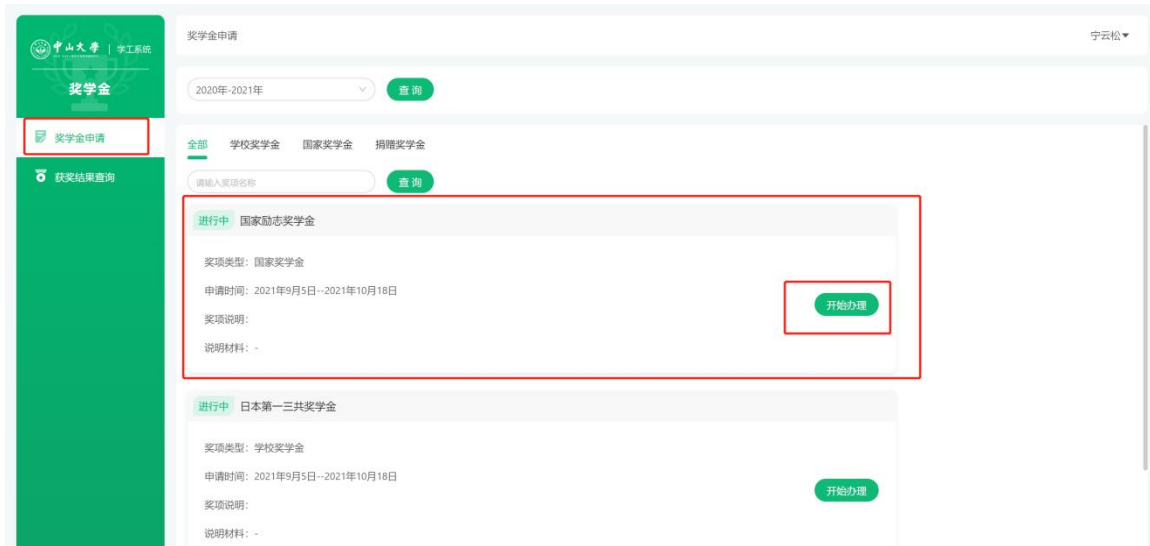 中山大学 | 学工系统
奖学金
奖学金申请
获奖结果查询
奖学金申请
宁云松▼
2020年-2021年
查 询
全部 学校奖学金 国家奖学金 捐赠奖学金
请输入奖项名称
查 询
进行中 国家励志奖学金
奖项类型：国家奖学金
申请时间：2021年9月5日--2021年10月18日
奖项说明：
说明材料：-
开始办理
进行中 日本第一三共奖学金
奖项类型：学校奖学金
申请时间：2021年9月5日--2021年10月18日
奖项说明：
说明材料：-
开始办理